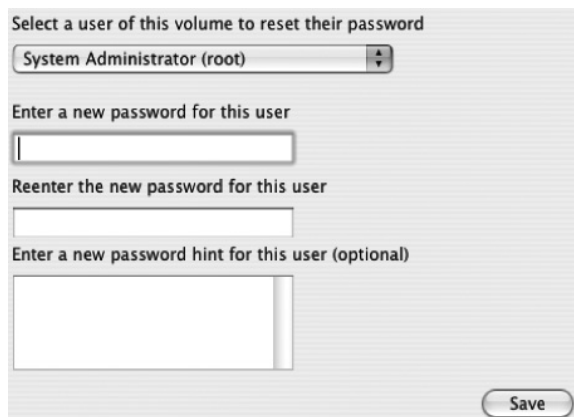 Select a user of this volume to reset their password
System Administrator (root)
Enter a new password for this user
Reenter the new password for this user
Enter a new password hint for this user (optional)
Save